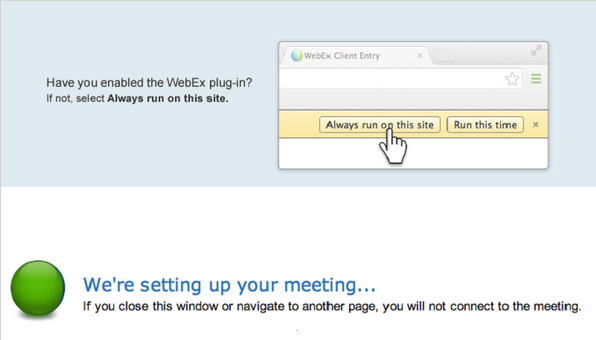 WebEx Client Entry
Have you enabled the WebEx plug-in?
If not, select Always run on this site.
Always run on this site Run this time
We're setting up your meeting...
If you close this window or navigate to another page, you will not connect to the meeting.